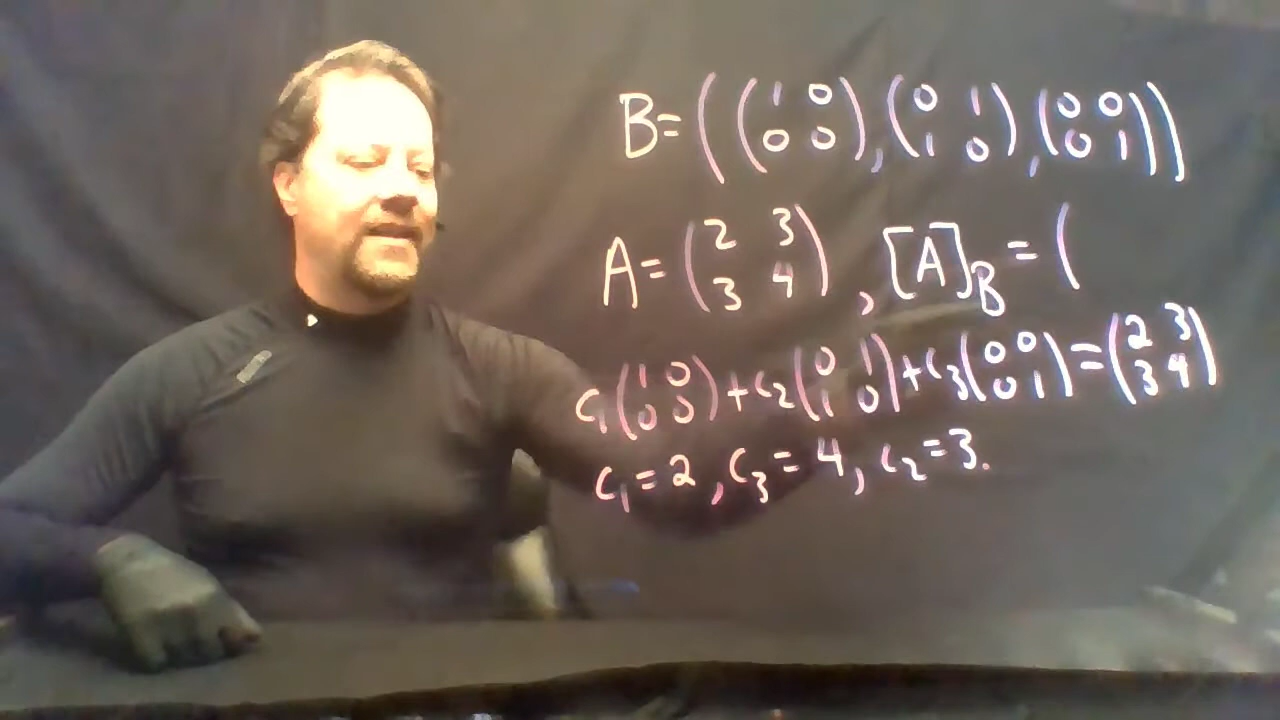 B = ( ( 1 0 0 0 ) , ( 0 1 1 0 ) , ( 0 0 0 1 ) )
A = ( 2 3 3 4 ) , [A]_B = (
c₁ ( 1 0 0 0 ) + c₂ ( 0 1 1 0 ) + c₃ ( 0 0 0 1 ) = ( 2 3 3 4 )
c₁ = 2 , c₃ = 4 , c₂ = 3 .